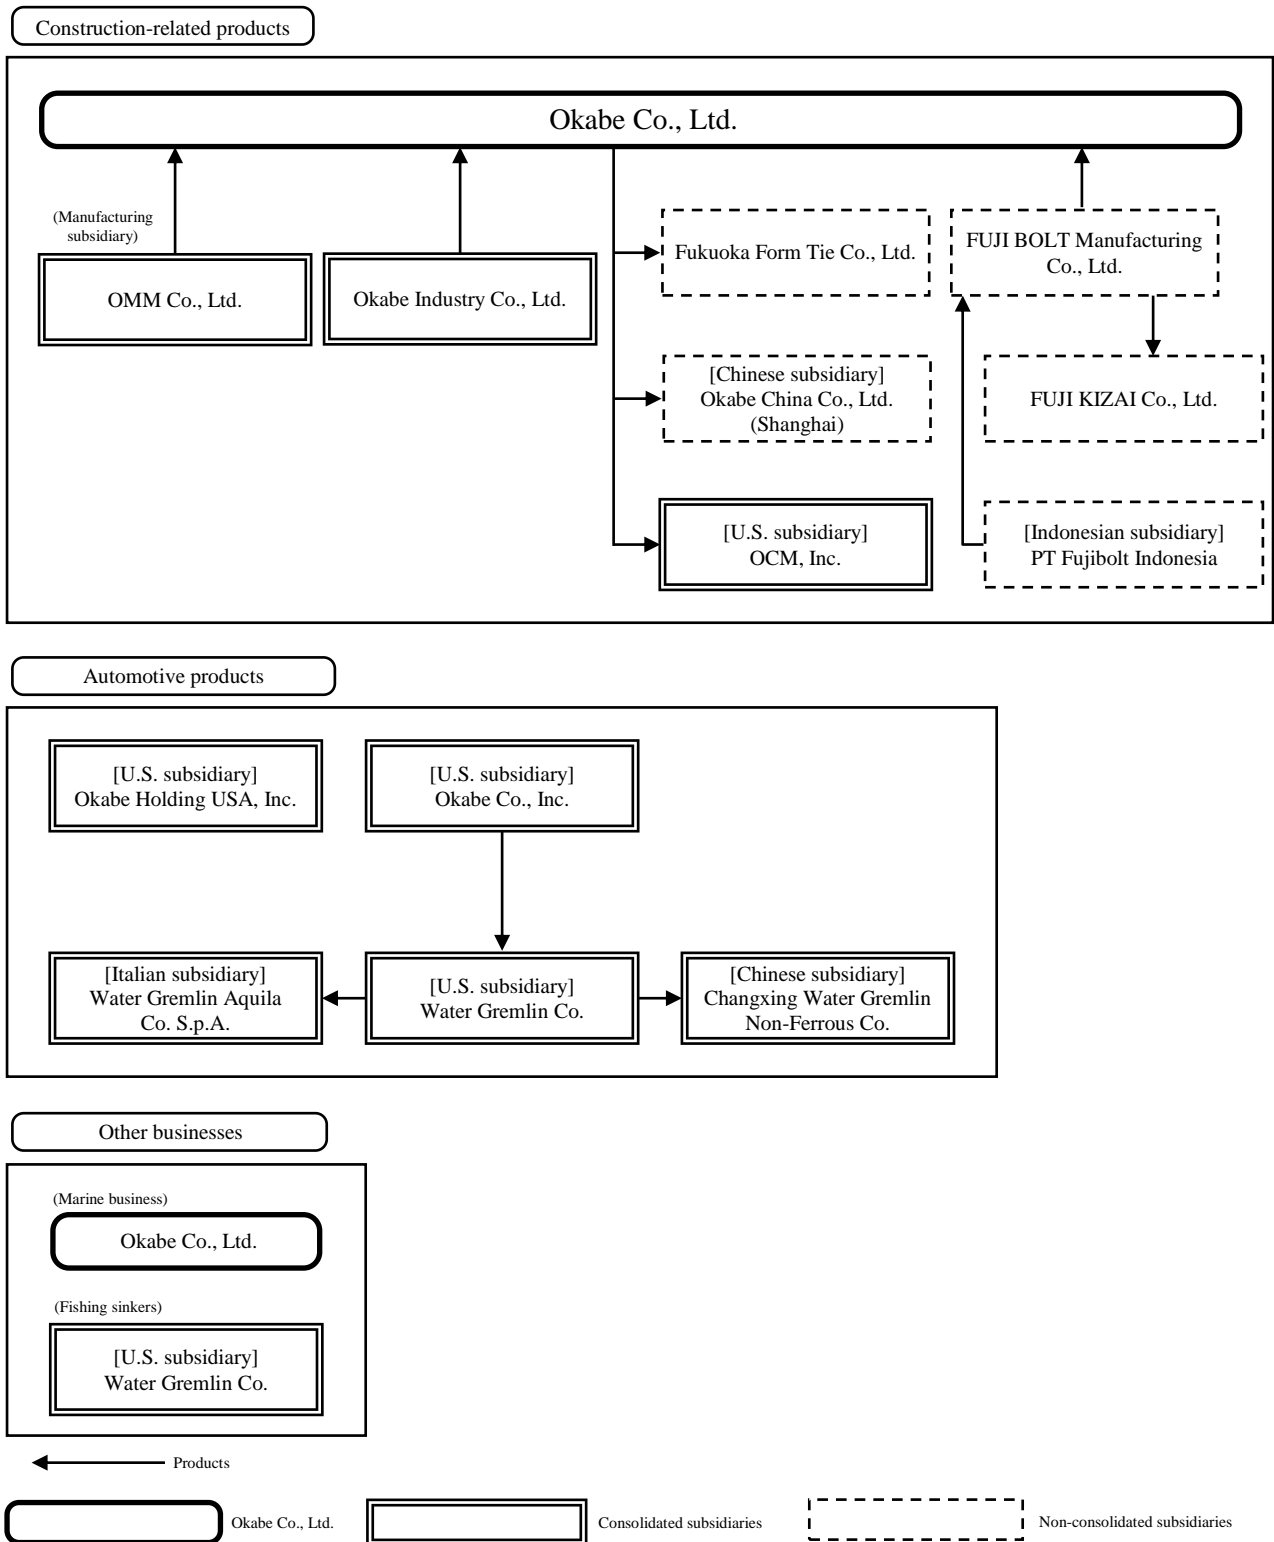 Construction-related products
Okabe Co., Ltd.
(Manufacturing
subsidiary)
OMM Co., Ltd.
Okabe Industry Co., Ltd.
Fukuoka Form Tie Co., Ltd.
FUJI BOLT Manufacturing
Co., Ltd.
[Chinese subsidiary]
Okabe China Co., Ltd.
(Shanghai)
FUJI KIZAI Co., Ltd.
[U.S. subsidiary]
OCM, Inc.
[Indonesian subsidiary]
PT Fujibolt Indonesia
Automotive products
[U.S. subsidiary]
Okabe Holding USA, Inc.
[U.S. subsidiary]
Okabe Co., Inc.
[Italian subsidiary]
Water Gremlin Aquila
Co. S.p.A.
[U.S. subsidiary]
Water Gremlin Co.
[Chinese subsidiary]
Changxing Water Gremlin
Non-Ferrous Co.
Other businesses
(Marine business)
Okabe Co., Ltd.
(Fishing sinkers)
[U.S. subsidiary]
Water Gremlin Co.
Products
Okabe Co., Ltd.
Consolidated subsidiaries
Non-consolidated subsidiaries